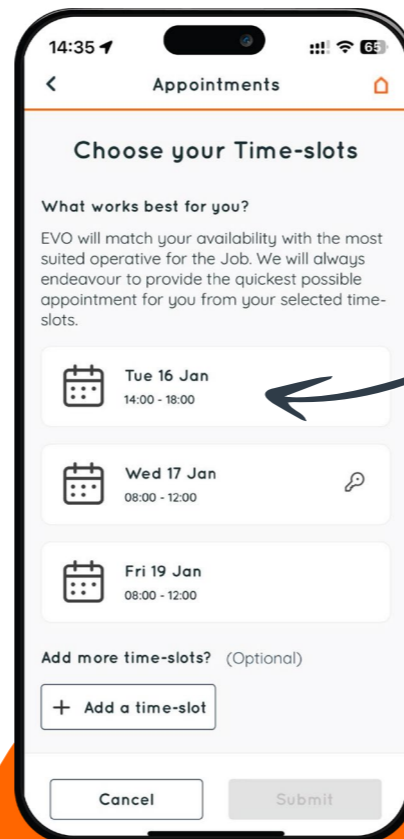 14:35
65
Appointments
Choose your Time-slots
What works best for you?
EVO will match your availability with the most
suited operative for the Job. We will always
endeavour to provide the quickest possible
appointment for you from your selected time-
slots.
Tue 16 Jan
14:00 - 18:00
Wed 17 Jan
08:00 - 12:00
Fri 19 Jan
08:00 - 12:00
Add more time-slots? (Optional)
+ Add a time-slot
Cancel Submit